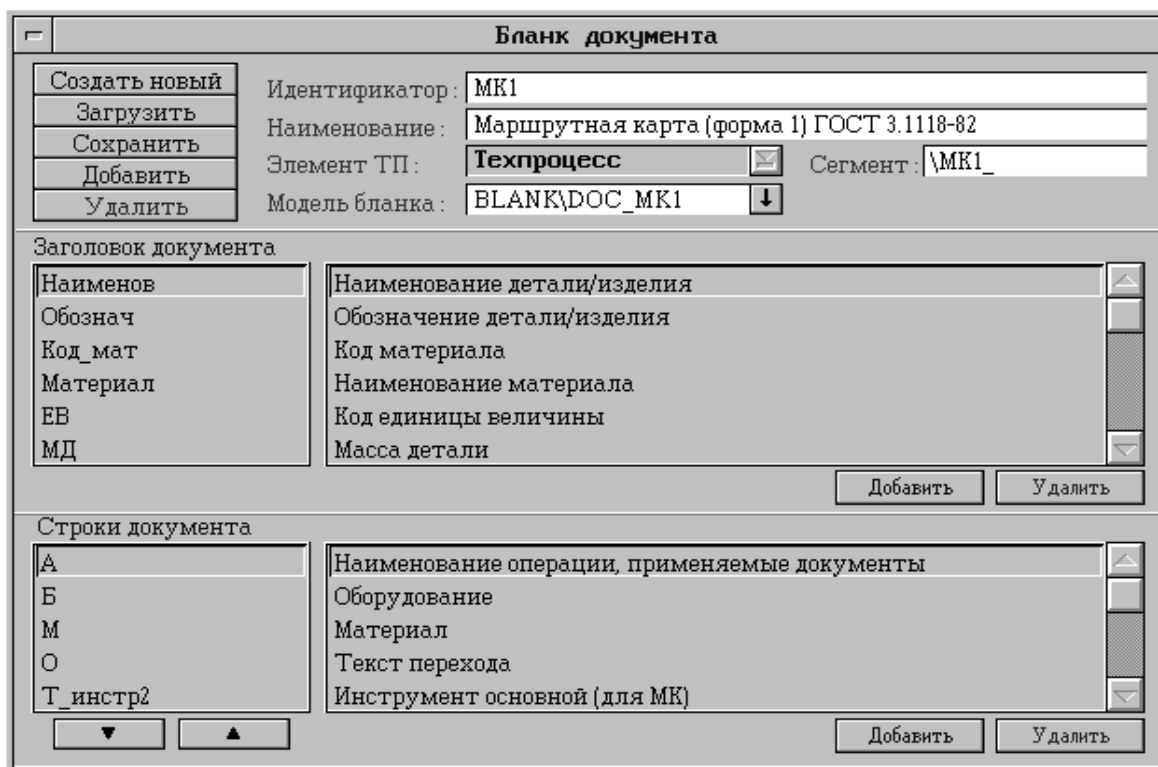 Бланк документа
Создать новый
Загрузить
Сохранить
Добавить
Удалить
Идентификатор: МК1
Наименование: Маршрутная карта (форма 1) ГОСТ 3.1118-82
Элемент ТП: Техпроцесс Сегмент: \МК1_
Модель бланка: BLANK\DOC_MK1
Заголовок документа
Наименов Наименование детали/изделия
Обознач Обозначение детали/изделия
Код_мат Код материала
Материал Наименование материала
ЕВ Код единицы величины
МД Масса детали
Добавить Удалить
Строки документа
А Наименование операции, применяемые документы
Б Оборудование
М Материал
О Текст перехода
Т_инстр2 Инструмент основной (для МК)
Добавить Удалить